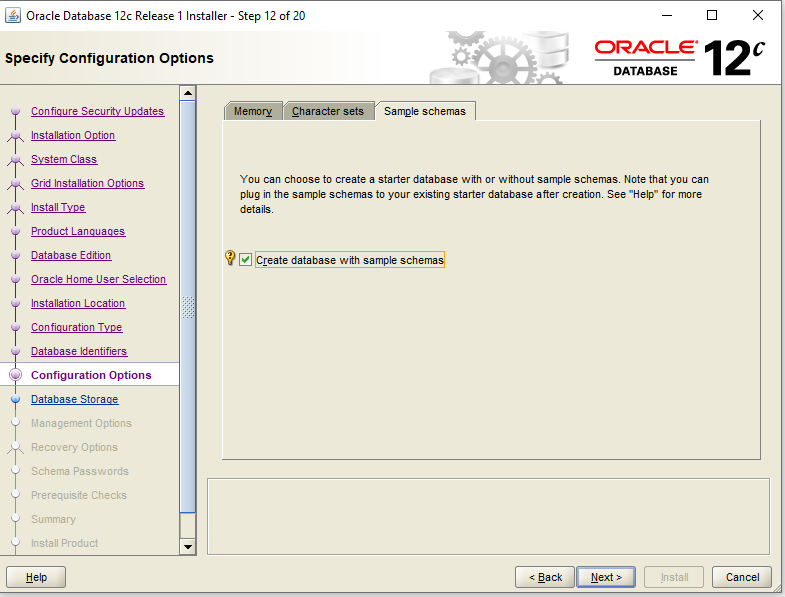 Oracle Database 12c Release 1 Installer - Step 12 of 20
Specify Configuration Options
ORACLE®
DATABASE
12c
Configure Security Updates
Installation Option
System Class
Grid Installation Options
Install Type
Product Languages
Database Edition
Oracle Home User Selection
Installation Location
Configuration Type
Database Identifiers
Configuration Options
Database Storage
Management Options
Recovery Options
Schema Passwords
Prerequisite Checks
Summary
Install Product
Memory Character sets Sample schemas
You can choose to create a starter database with or without sample schemas. Note that you can
plug in the sample schemas to your existing starter database after creation. See "Help" for more
details.
Create database with sample schemas
Help < Back Next > Install Cancel